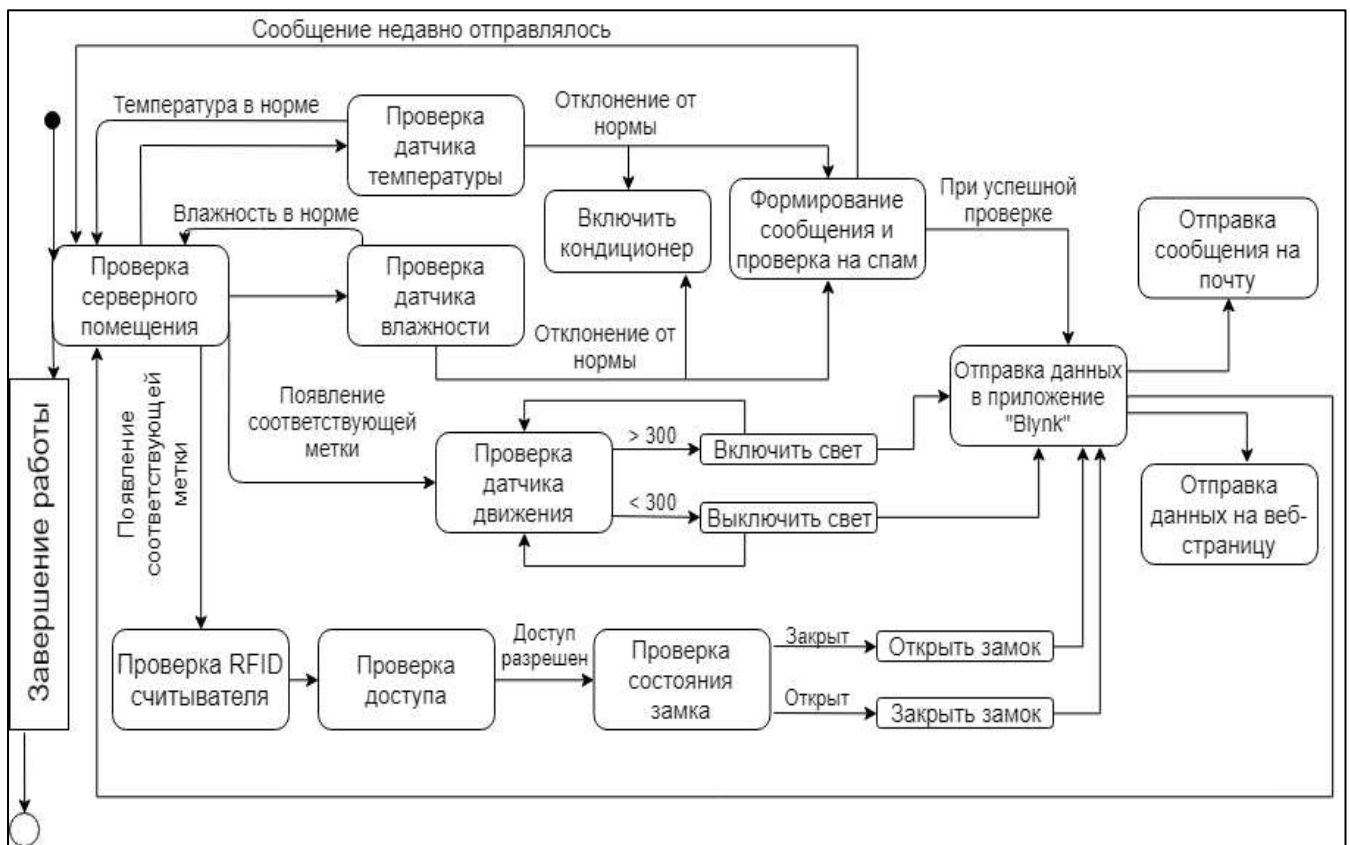 Сообщение недавно отправлялось
Температура в норме
Проверка
датчика
температуры
Отклонение от
нормы
Влажность в норме
Включить
кондиционер
Формирование
сообщения и
проверка на спам
При успешной
проверке
Отправка
сообщения на
почту
Проверка
серверного
помещения
Проверка
датчика
влажности
Отклонение от
нормы
Отправка данных
в приложение
"Blynk"
Завершение работы
Появление
соответствующей
метки
Появление
соответствующей
метки
Проверка
датчика
движения
> 300
Включить свет
< 300
Выключить свет
Отправка
данных на веб-
страницу
Проверка RFID
считывателя
Проверка
доступа
Доступ
разрешен
Проверка
состояния
замка
Закрыт
Открыть замок
Открыт
Закрыть замок